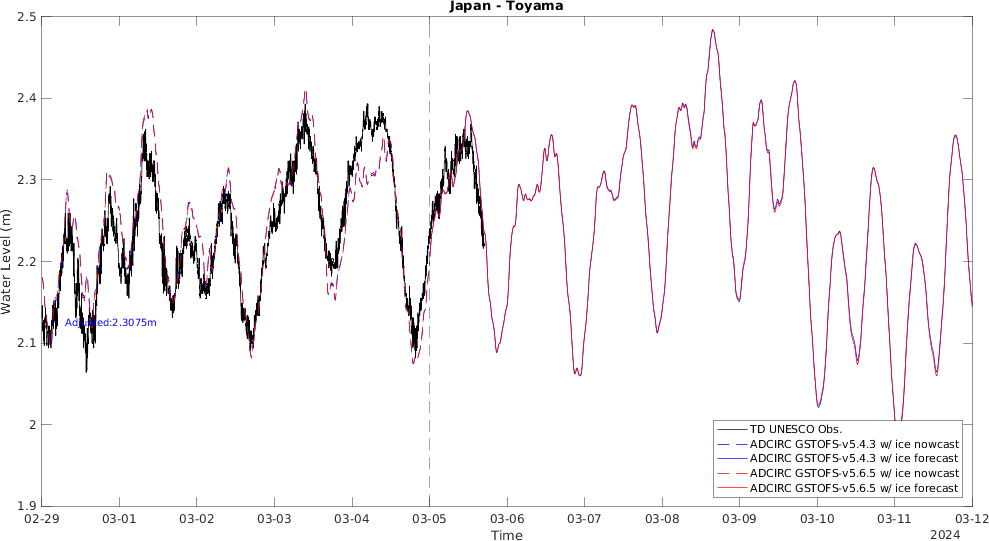 Japan - Toyama
2.5
2.4
2.3
2.2
2.1
2
1.9
Water Level (m)
Adjusted:2.3075m
TD UNESCO Obs.
ADCIRC GSTOFS-v5.4.3 w/ ice nowcast
ADCIRC GSTOFS-v5.4.3 w/ ice forecast
ADCIRC GSTOFS-v5.6.5 w/ ice nowcast
ADCIRC GSTOFS-v5.6.5 w/ ice forecast
02-29 03-01 03-02 03-03 03-04 03-05 03-06 03-07 03-08 03-09 03-10 03-11 03-12
Time
2024